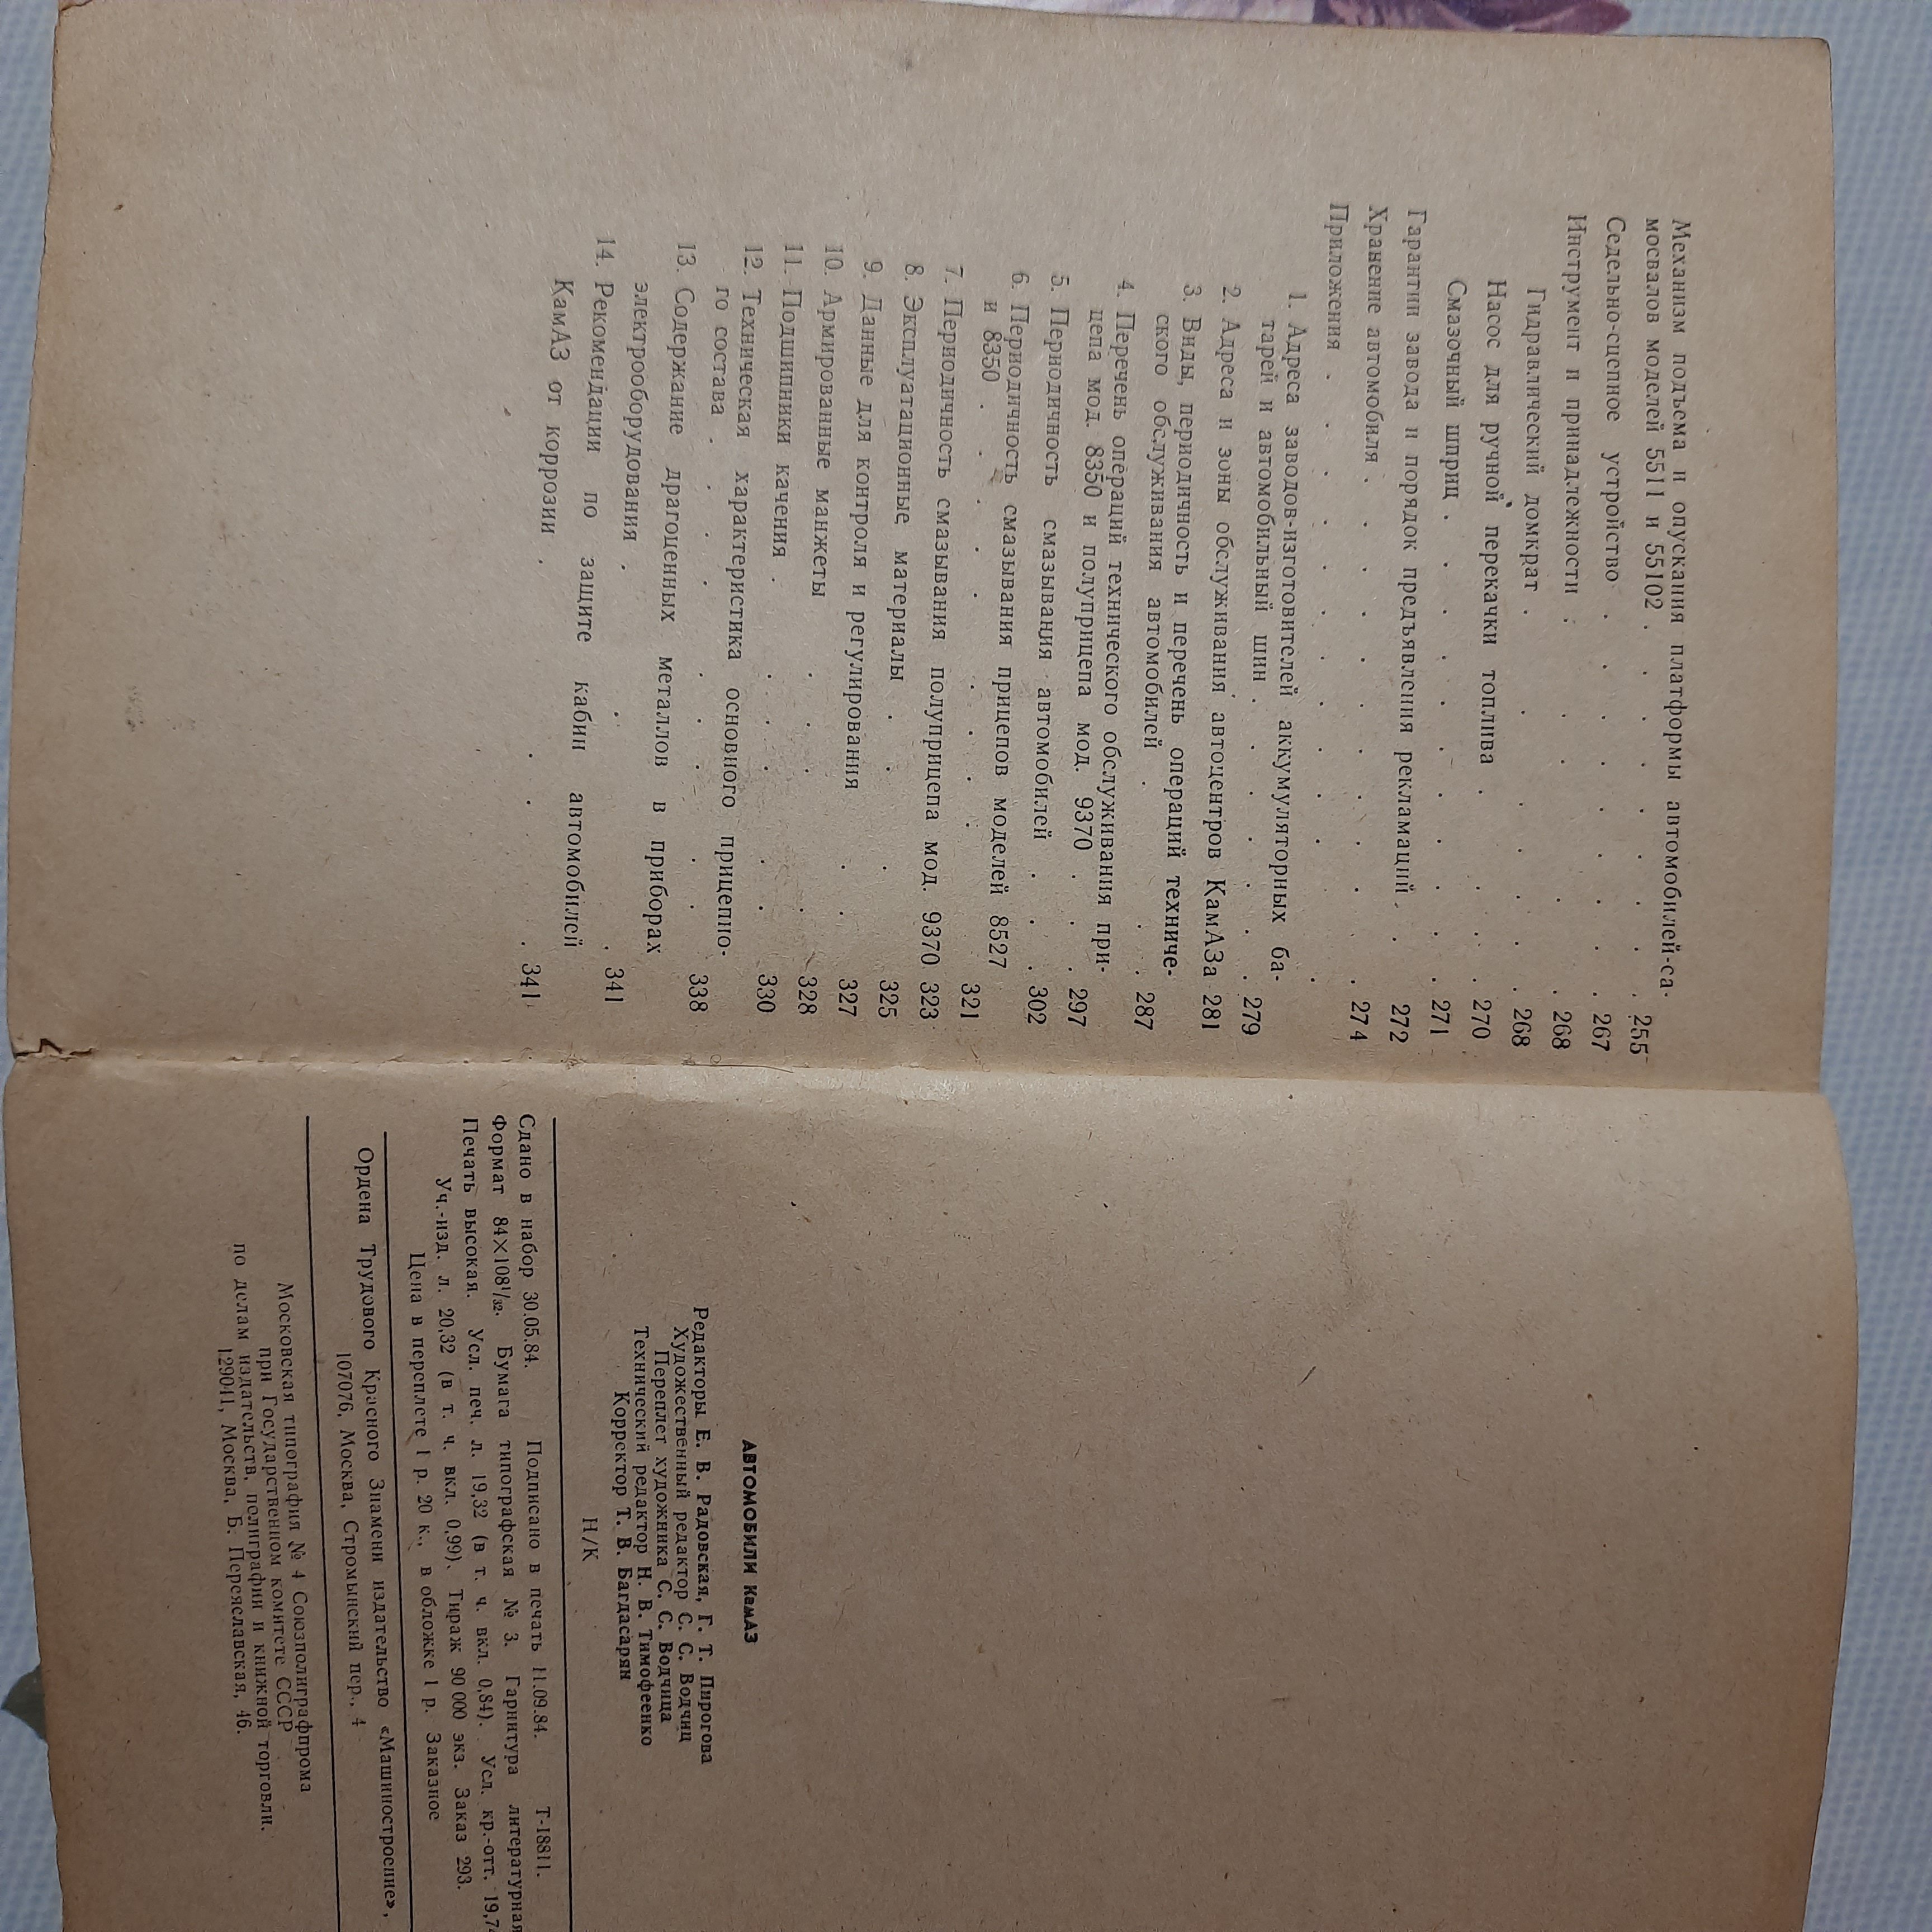 Механизм подъема и опускания платформы автомобилей-са-
мосвалов моделей 5511 и 55102 . . . . . . 255
Седельно-сцепное устройство . . . . . . 267
Инструмент и принадлежности . . . . . 268
Гидравлический домкрат . . . . . . 268
Насос для ручной перекачки топлива . . . . 270
Смазочный шприц . . . . . . . 271
Гарантии завода и порядок предъявления рекламаций . . 272
Хранение автомобиля . . . . . . . 274
Приложения . . . . . . . . .
1. Адреса заводов-изготовителей аккумуляторных ба-
тарей и автомобильный шин . . . . . . 279
2. Адреса и зоны обслуживания автоцентров КамАЗа 281
3. Виды, периодичность и перечень операций техниче-
ского обслуживания автомобилей . . . 287
4. Перечень операций технического обслуживания при-
цепа мод. 8350 и полуприцепа мод. 9370 . . . 297
5. Периодичность смазывания автомобилей . . . 302
6. Периодичность смазывания прицепов моделей 8527
и 8350 . . . . . . . . . 321
7. Периодичность смазывания полуприцепа мод. 9370 323
8. Эксплуатационные материалы . . . 325
9. Данные для контроля и регулирования . . 327
10. Армированные манжеты . . . 328
11. Подшипники качения . . . . . . 330
12. Техническая характеристика основного прицепно-
го состава . . . . . . . . 338
13. Содержание драгоценных металлов в приборах
электрооборудования . . . 341
14. Рекомендации по защите кабин автомобилей
КамАЗ от коррозии . . . . 341
АВТОМОБИЛИ КамАЗ
Редакторы Е. В. Радовская, Г. Т. Пирогова
Художественный редактор С. С. Водчиц
Переплет художника С. С. Водчица
Технический редактор Н. В. Тимофеенко
Корректор Т. В. Багдасарян
Н/К
Сдано в набор 30.05.84. Подписано в печать 11.09.84. Т-18811.
Формат 84×108¹/₃₂. Бумага типографская № 3. Гарнитура литературная
Печать высокая. Усл. печ. л. 19,32 (в т. ч. вкл. 0,84). Усл. кр.-отт. 19,74
Уч.-изд. л. 20,32 (в т. ч. вкл. 0,99). Тираж 90 000 экз. Заказ 293.
Цена в переплете 1 р. 20 к., в обложке 1 р. Заказное
Ордена Трудового Красного Знамени издательство «Машиностроение»,
107076, Москва, Стромынский пер., 4
Московская типография № 4 Союзполиграфпрома
при Государственном комитете СССР
по делам издательств, полиграфии и книжной торговли.
129041, Москва, Б. Переяславская, 46.